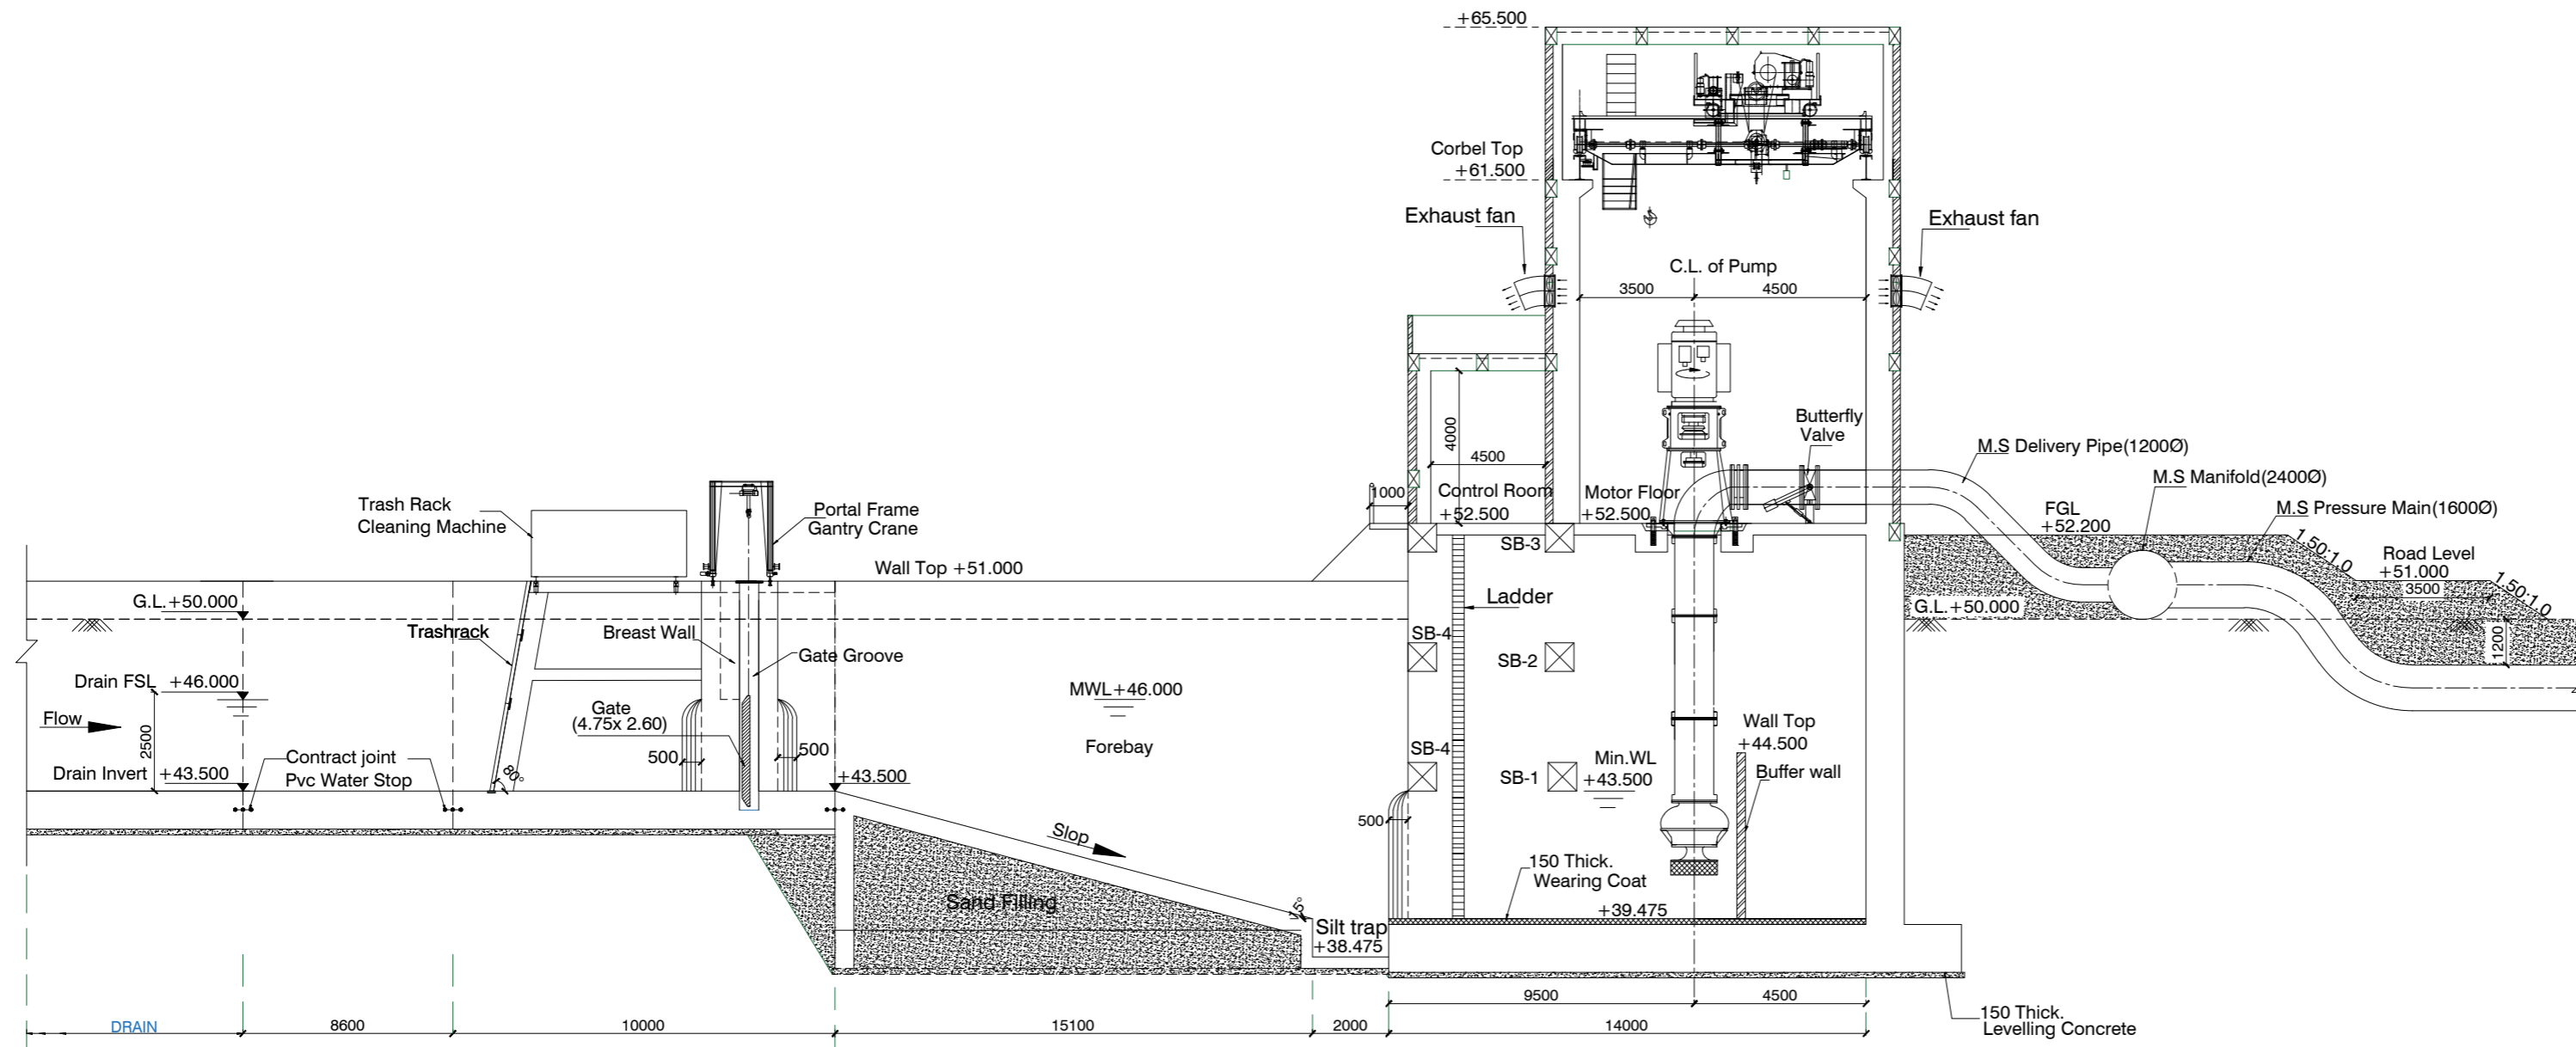 +65.500
Corbel Top
+61.500
Exhaust fan
Exhaust fan
C.L. of Pump
3500
4500
4000
4500
1000
Control Room
+52.500
Motor Floor
+52.500
Butterfly
Valve
M.S Delivery Pipe(1200Ø)
M.S Manifold(2400Ø)
M.S Pressure Main(1600Ø)
FGL
+52.200
1.50:1.0
Road Level
+51.000
3500
1.50:1.0
G.L.+50.000
1200
Trash Rack
Cleaning Machine
Portal Frame
Gantry Crane
Wall Top +51.000
G.L.+50.000
Trashrack
Breast Wall
Gate Groove
Drain FSL +46.000
Flow
2500
Gate
(4.75x 2.60)
500
500
Drain Invert +43.500
Contract joint
Pvc Water Stop
80°
+43.500
MWL+46.000
Forebay
Slop
Sand Filling
15°
Silt trap
+38.475
SB-3
Ladder
SB-4
SB-2
SB-4
SB-1
Min.WL
+43.500
Wall Top
+44.500
Buffer wall
500
150 Thick.
Wearing Coat
+39.475
9500
4500
150 Thick.
Levelling Concrete
DRAIN
8600
10000
15100
2000
14000